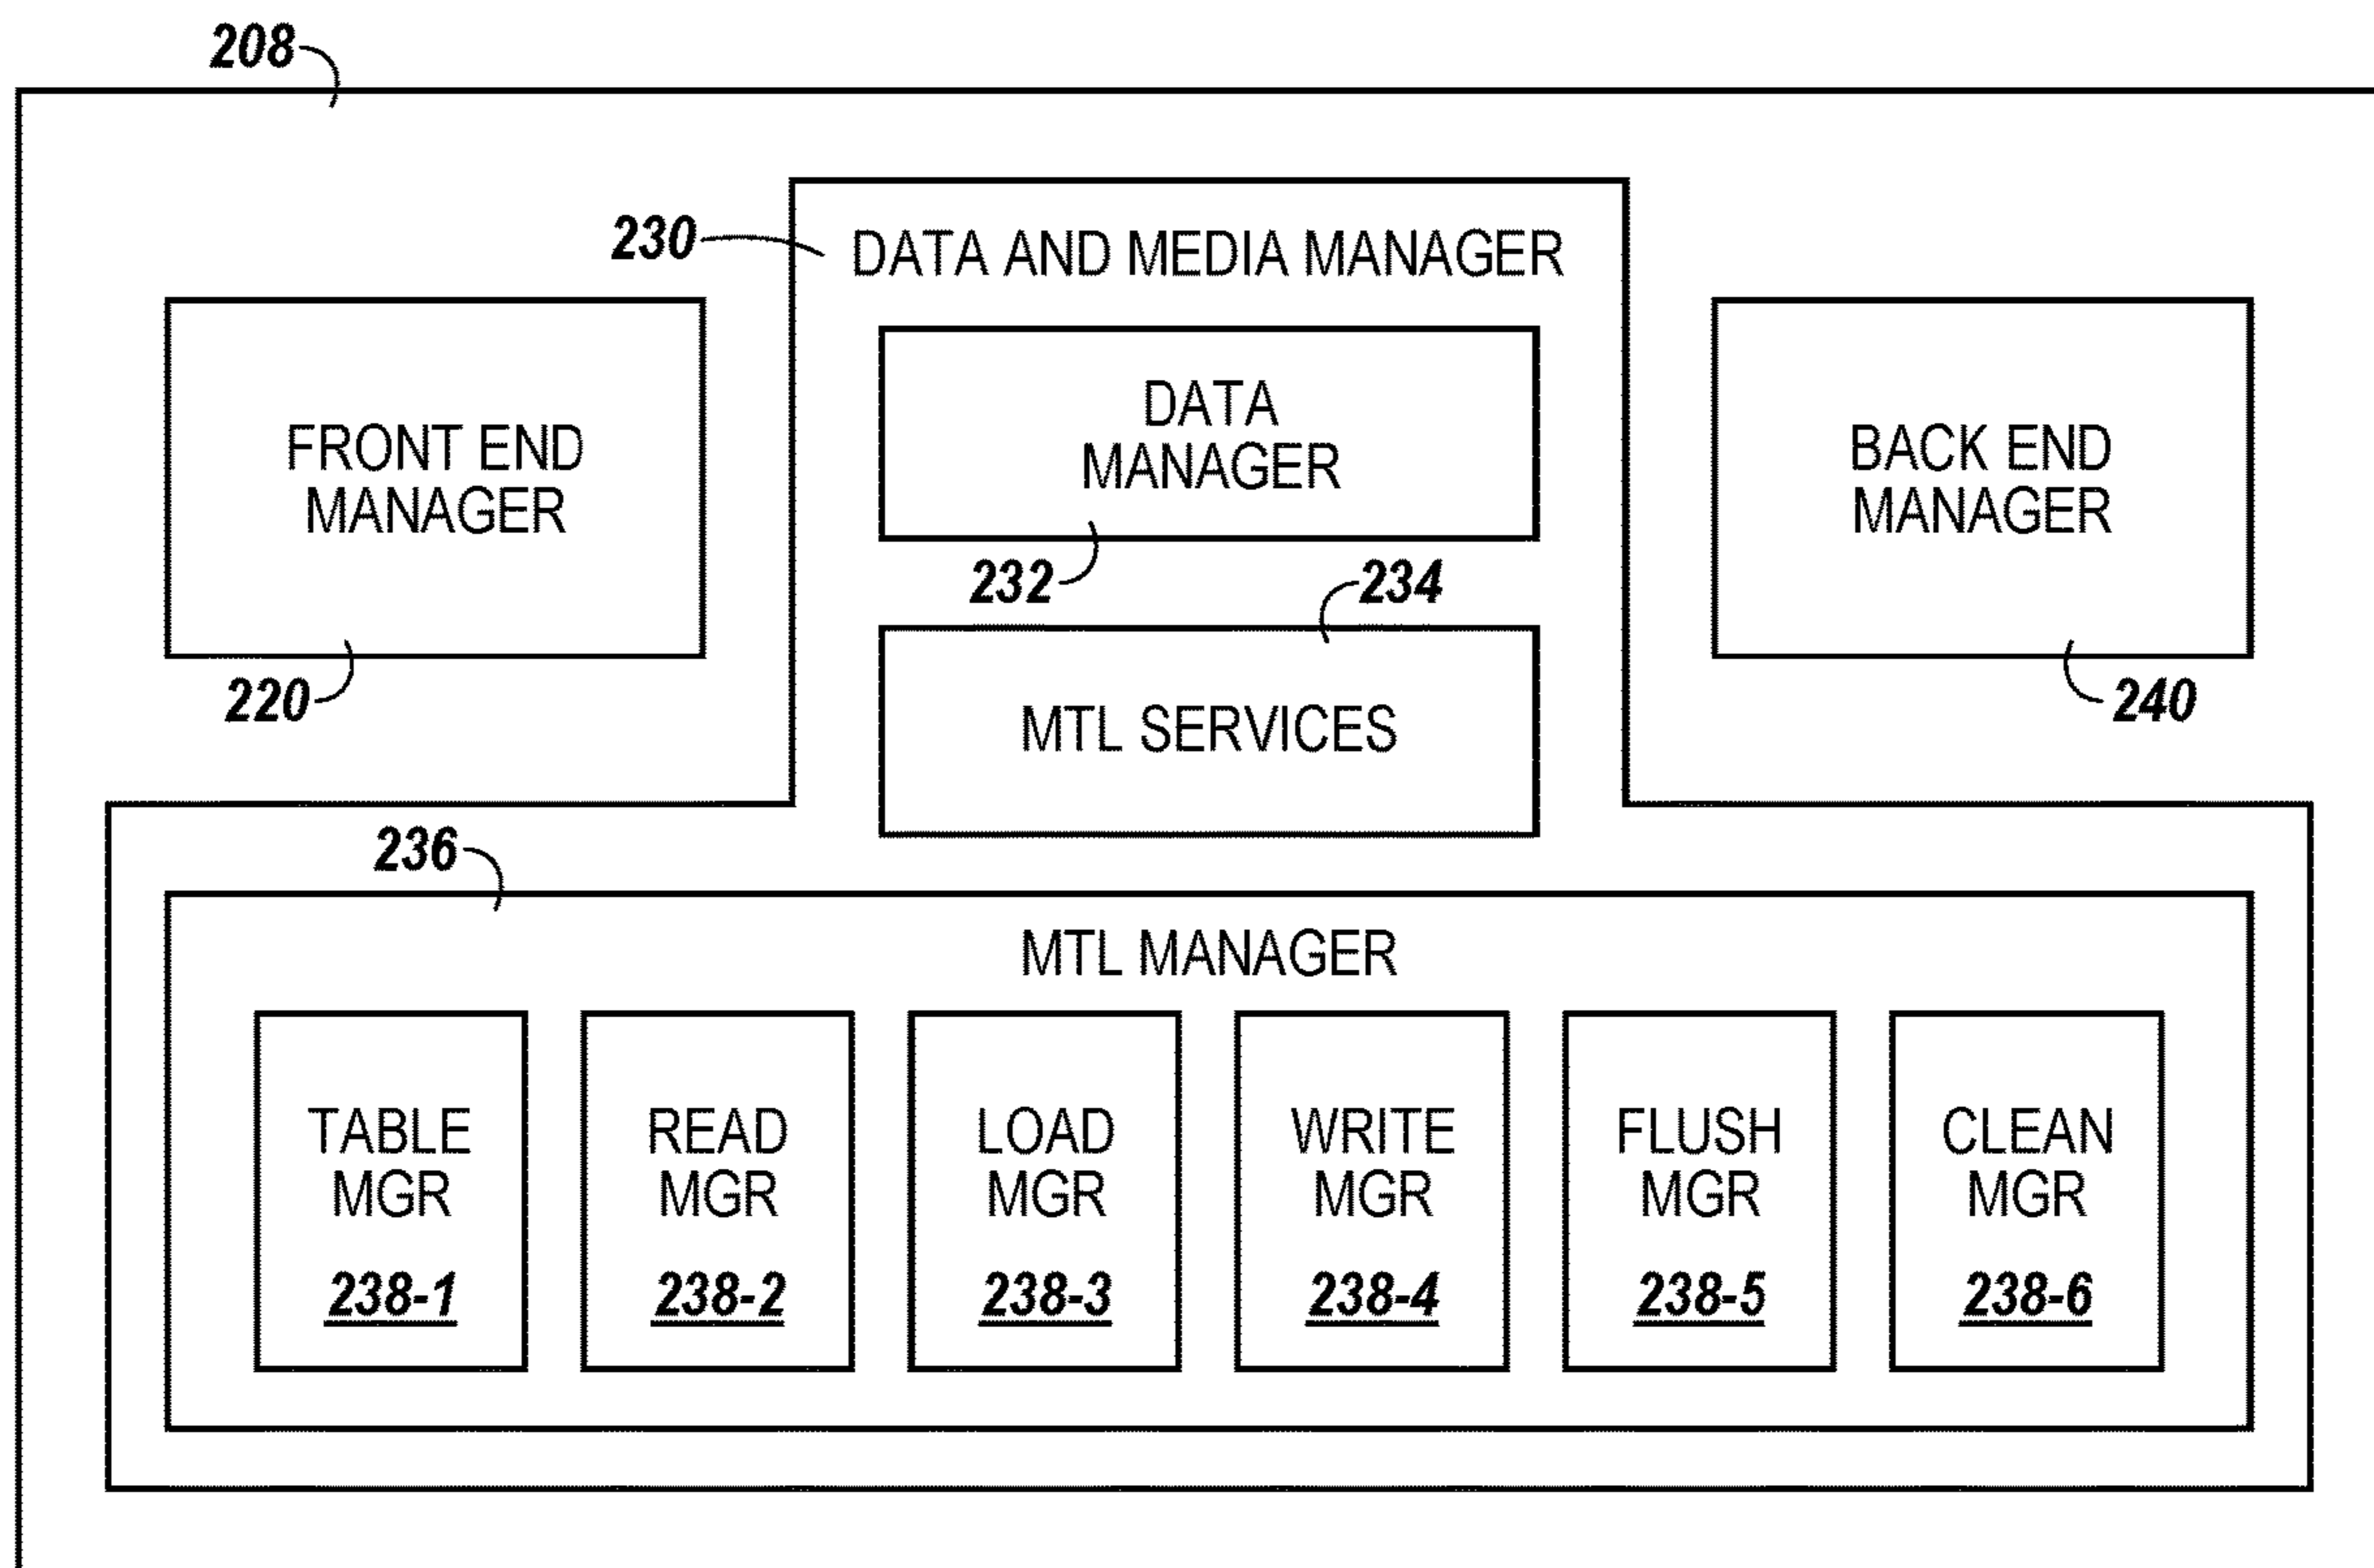 208
230
DATA AND MEDIA MANAGER
FRONT END
MANAGER
220
DATA
MANAGER
232
234
MTL SERVICES
BACK END
MANAGER
240
236
MTL MANAGER
TABLE
MGR
238-1
READ
MGR
238-2
LOAD
MGR
238-3
WRITE
MGR
238-4
FLUSH
MGR
238-5
CLEAN
MGR
238-6